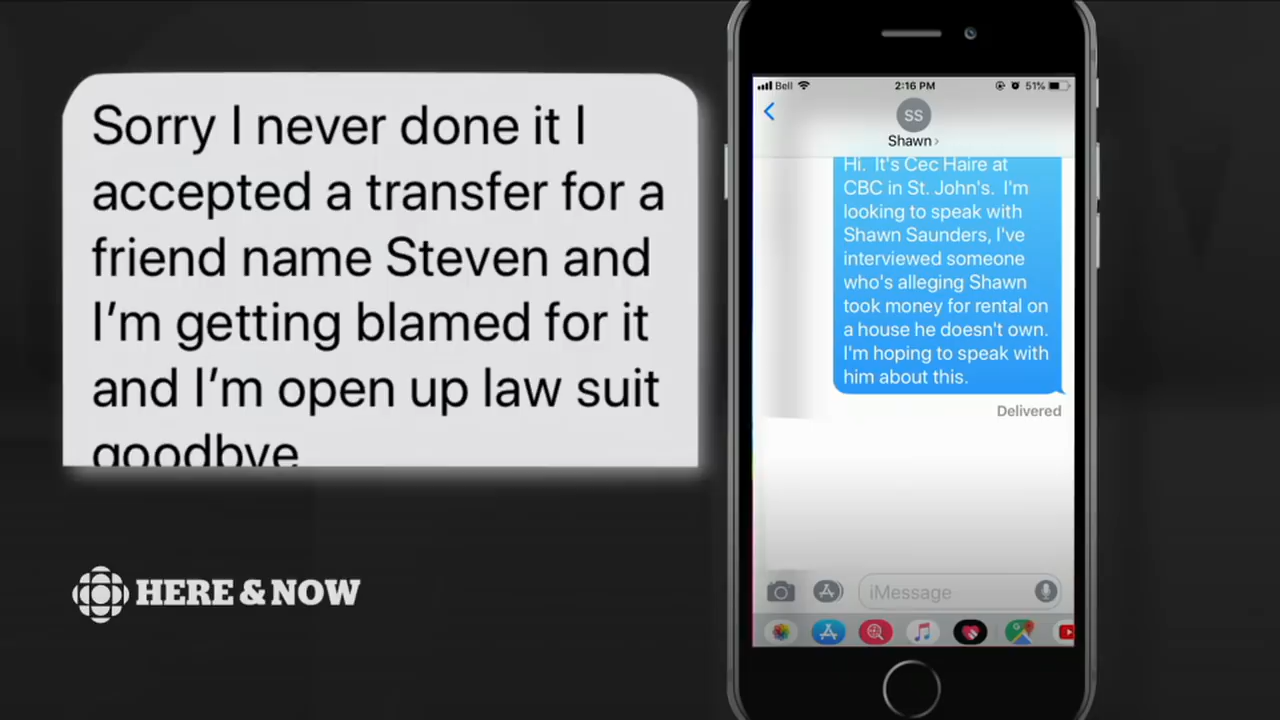 Sorry I never done it I
accepted a transfer for a
friend name Steven and
I'm getting blamed for it
and I'm open up law suit
goodbye
HERE & NOW
Bell
2:16 PM
51%
SS
Shawn
Hi. It's Cec Haire at
CBC in St. John's. I'm
looking to speak with
Shawn Saunders, I've
interviewed someone
who's alleging Shawn
took money for rental on
a house he doesn't own.
I'm hoping to speak with
him about this.
Delivered
iMessage